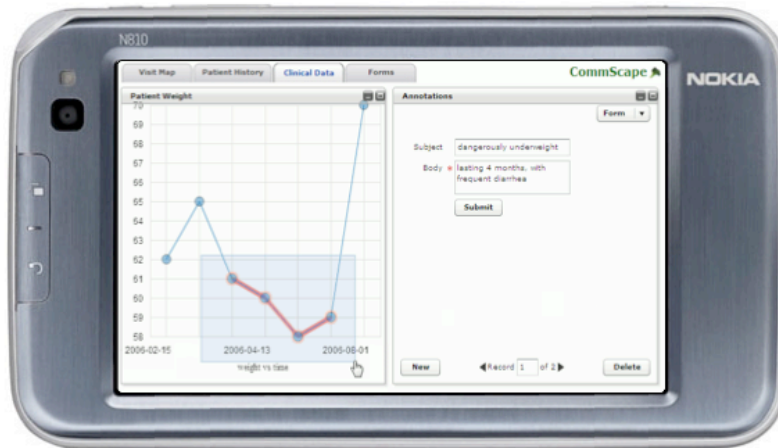 N810
NOKIA
Visit Map
Patient History
Clinical Data
Forms
CommScape
Patient Weight
70
69
68
67
66
65
64
63
62
61
60
59
58
2006-02-15
2006-04-13
2006-08-01
weight vs time
Annotations
Form
Subject
dangerously underweight
Body *
lasting 4 months, with
frequent diarrhea
Submit
New
Record 1 of 2
Delete